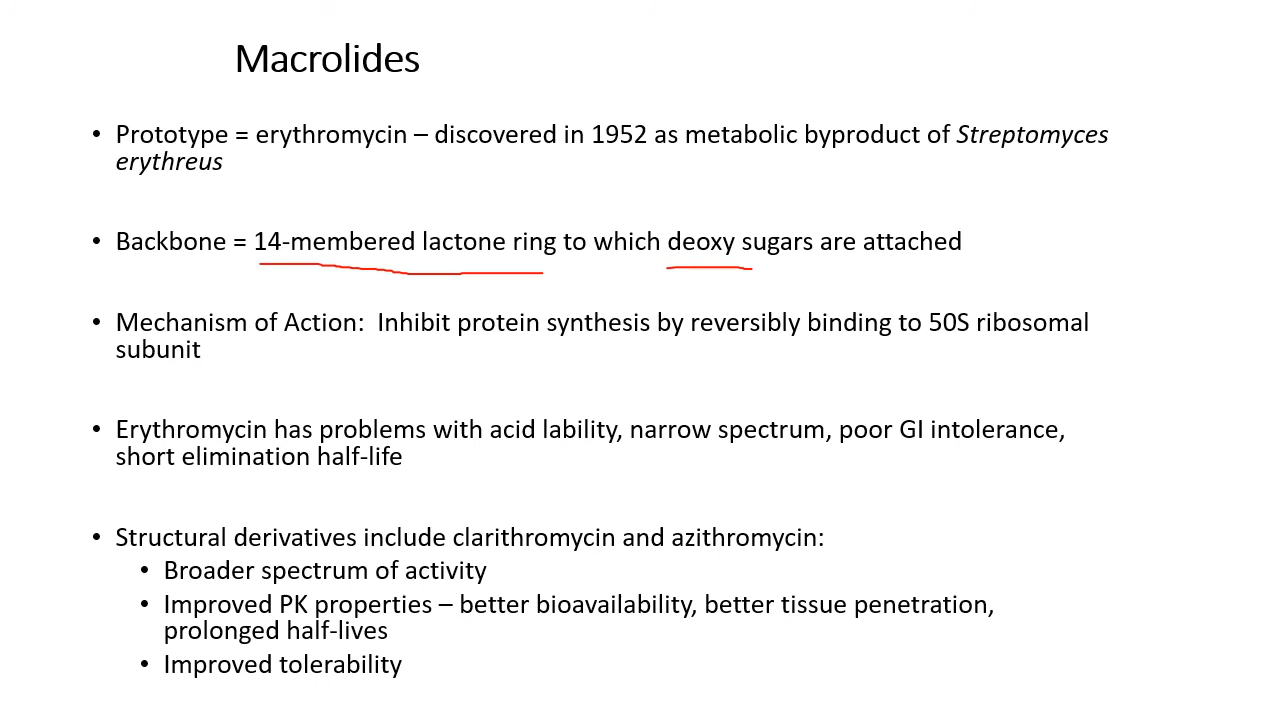 Macrolides
• Prototype = erythromycin – discovered in 1952 as metabolic byproduct of Streptomyces
erythreus
• Backbone = 14-membered lactone ring to which deoxy sugars are attached
• Mechanism of Action:  Inhibit protein synthesis by reversibly binding to 50S ribosomal
subunit
• Erythromycin has problems with acid lability, narrow spectrum, poor GI intolerance,
short elimination half-life
• Structural derivatives include clarithromycin and azithromycin:
• Broader spectrum of activity
• Improved PK properties – better bioavailability, better tissue penetration,
prolonged half-lives
• Improved tolerability